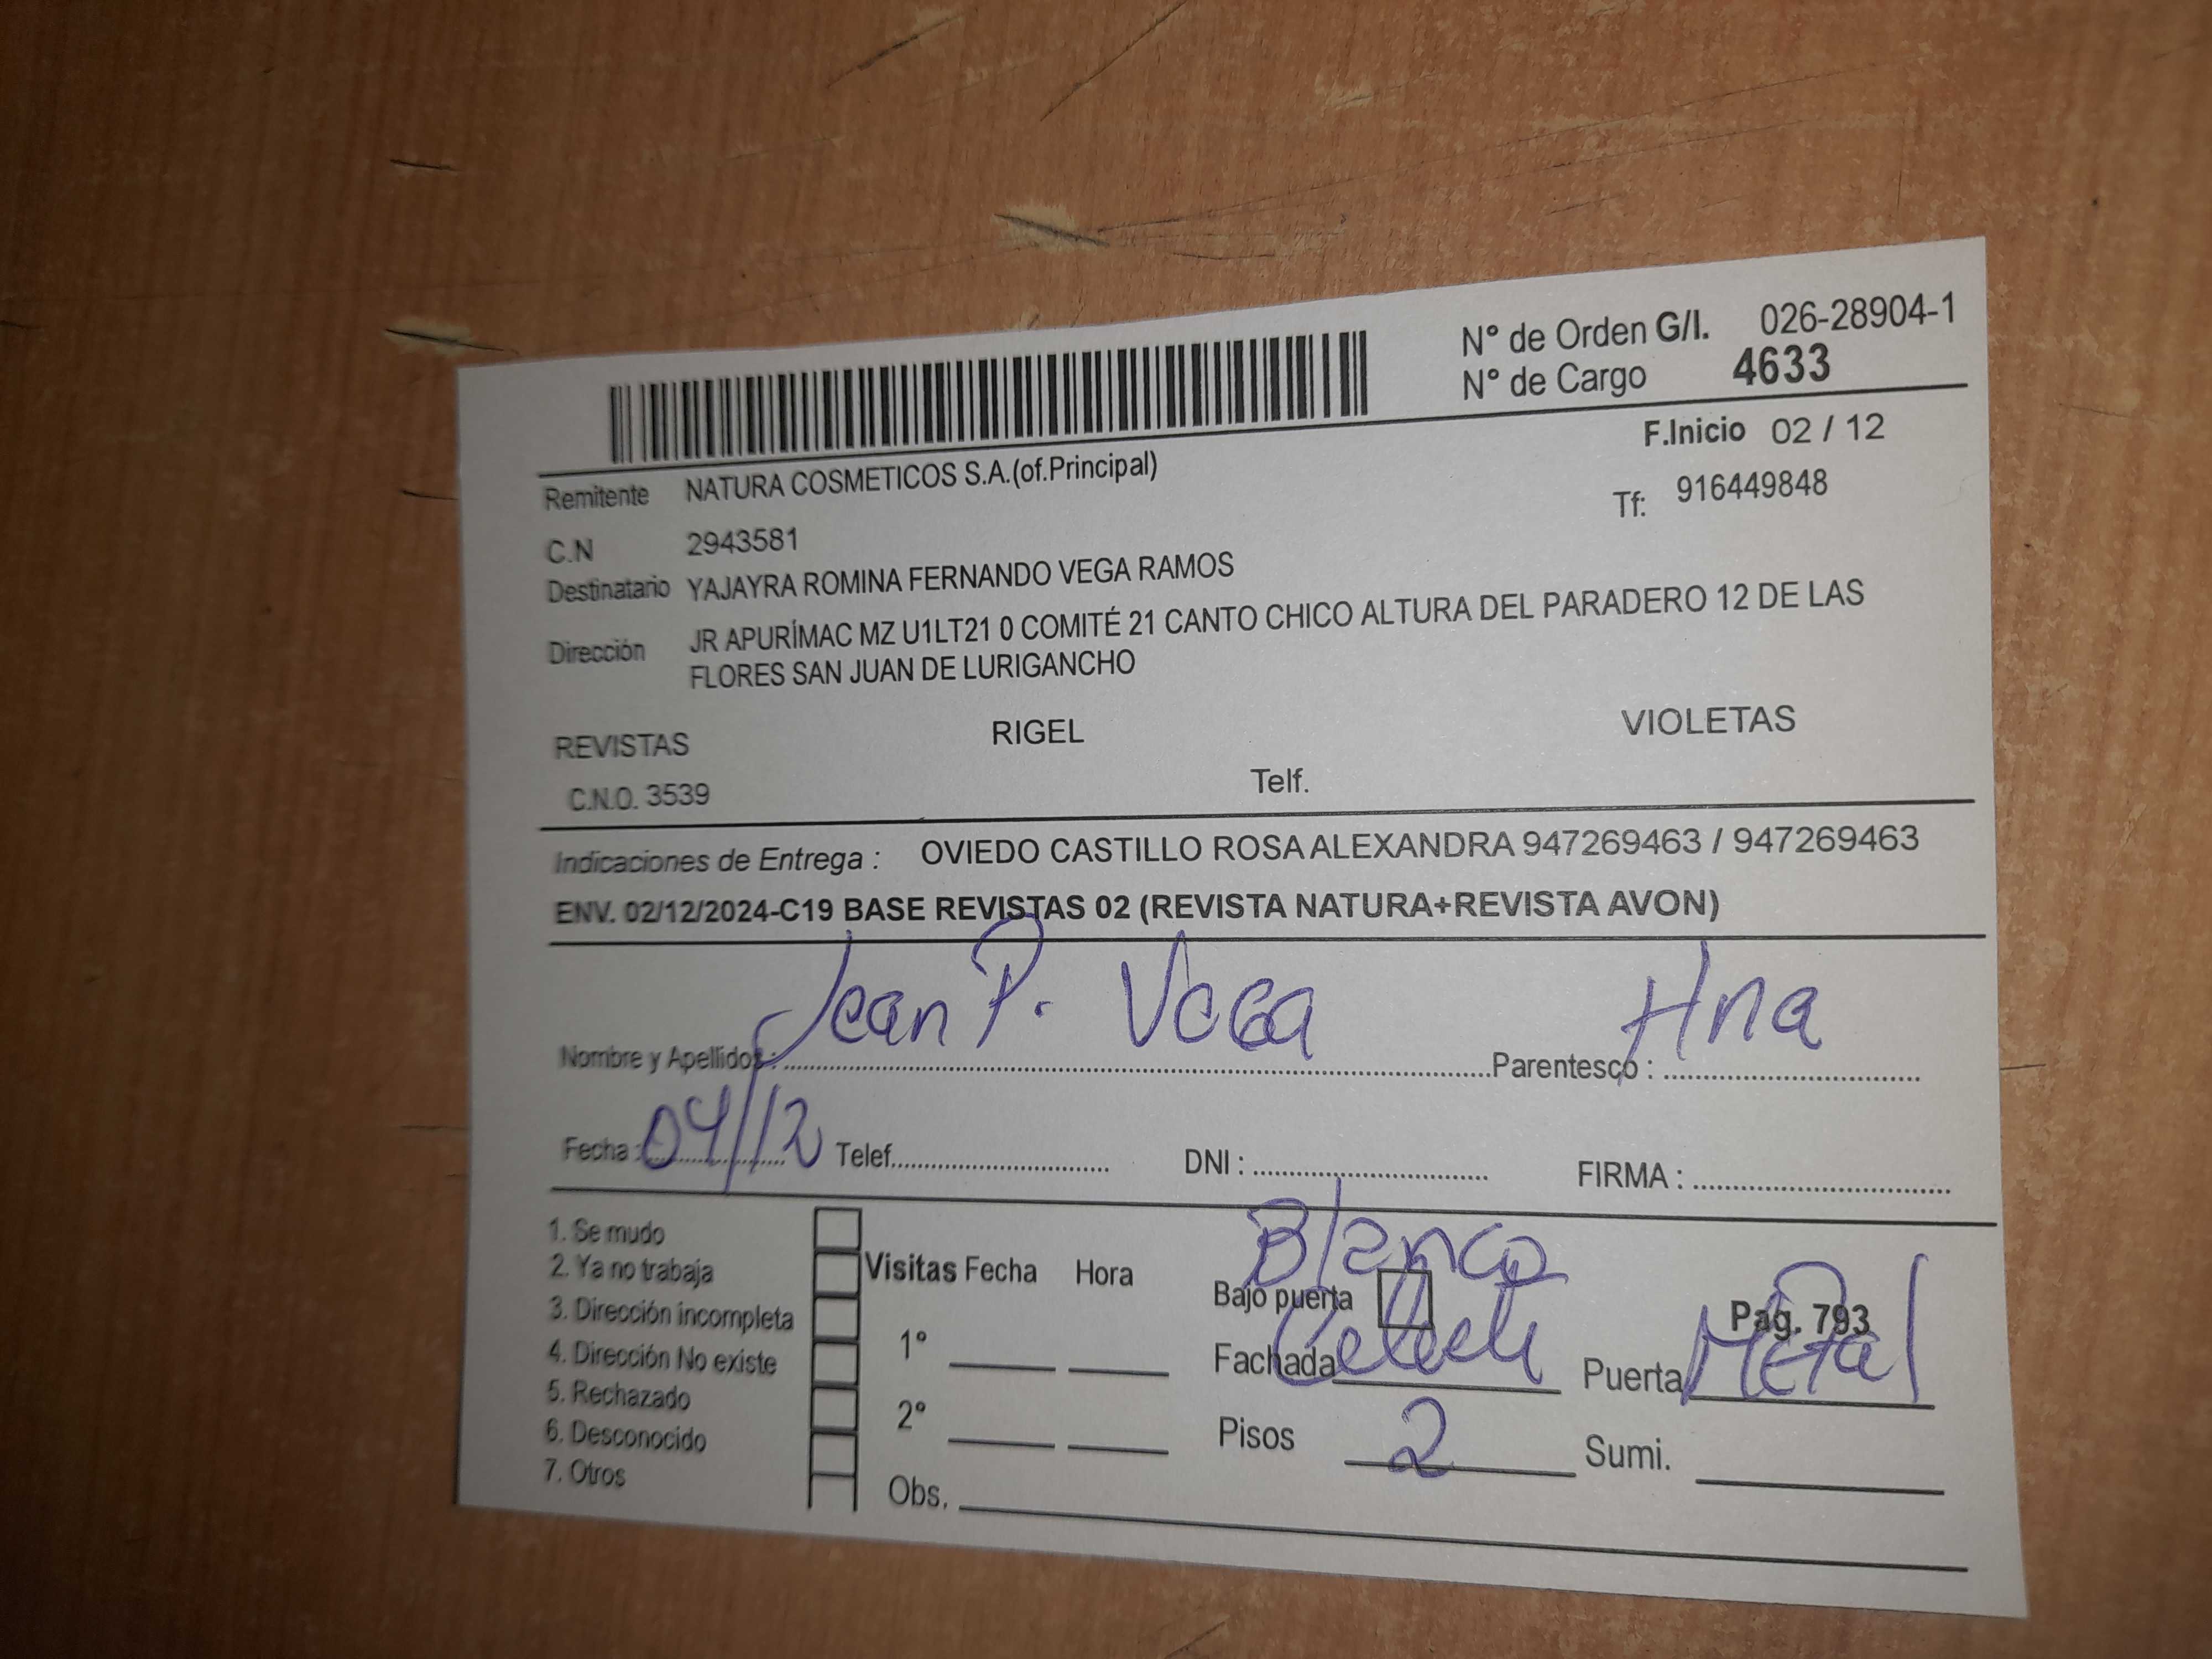 N° de Orden G/I. 026-28904-1
N° de Cargo 4633
F.Inicio 02 / 12
Remitente NATURA COSMETICOS S.A.(of.Principal)
Tf: 916449848
C.N 2943581
Destinatario YAJAYRA ROMINA FERNANDO VEGA RAMOS
Dirección JR APURÍMAC MZ U1LT21 0 COMITÉ 21 CANTO CHICO ALTURA DEL PARADERO 12 DE LAS
FLORES SAN JUAN DE LURIGANCHO
REVISTAS RIGEL VIOLETAS
C.N.O. 3539 Telf.
Indicaciones de Entrega : OVIEDO CASTILLO ROSA ALEXANDRA 947269463 / 947269463
ENV. 02/12/2024-C19 BASE REVISTAS 02 (REVISTA NATURA+REVISTA AVON)
Nombre y Apellidos : Jean P. Vega Parentesco : Hna
Fecha : 04/12 Telef. DNI : FIRMA :
1. Se mudo
2. Ya no trabaja
3. Dirección incompleta
4. Dirección No existe
5. Rechazado
6. Desconocido
7. Otros
Visitas Fecha Hora
1°
2°
Obs.
Blanco
Bajo puerta Pag. 793
Fachada Celeste Puerta Metal
Pisos 2 Sumi.